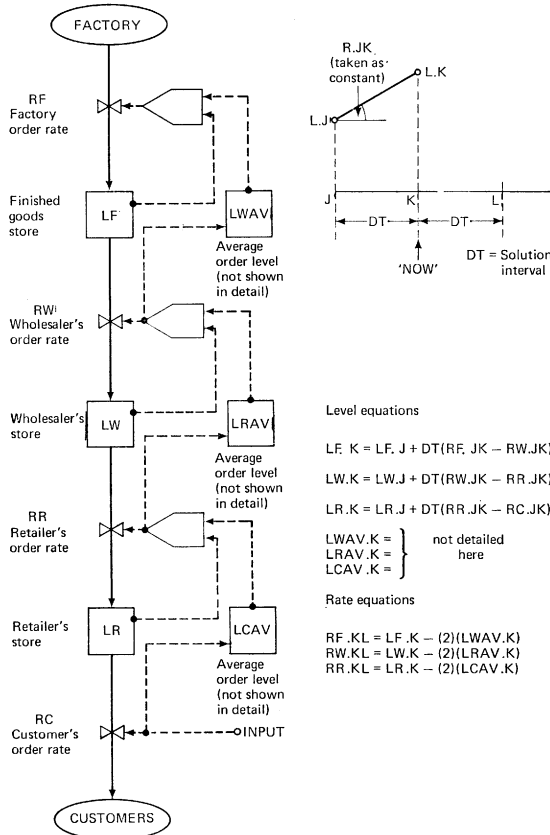 FACTORY
RF
Factory
order rate
Finished
goods
store
LF
LWAV
Average
order level
(not shown
in detail)
RW
Wholesaler's
order rate
Wholesaler's
store
LW
LRAV
Average
order level
(not shown
in detail)
RR
Retailer's
order rate
Retailer's
store
LR
LCAV
Average
order level
(not shown
in detail)
RC
Customer's
order rate
INPUT
CUSTOMERS
R.JK
(taken as
constant)
L.K
L.J
J
K
L
DT
DT
'NOW'
DT = Solution
interval
Level equations
LF. K = LF. J + DT(RF. JK – RW.JK)
LW.K = LW.J + DT(RW.JK – RR.JK)
LR.K = LR.J + DT(RR.JK – RC.JK)
LWAV.K =
LRAV.K =
LCAV.K =
not detailed
here
Rate equations
RF .KL = LF.K – (2)(LWAV.K)
RW.KL = LW.K – (2)(LRAV.K)
RR.KL = LR.K – (2)(LCAV.K)